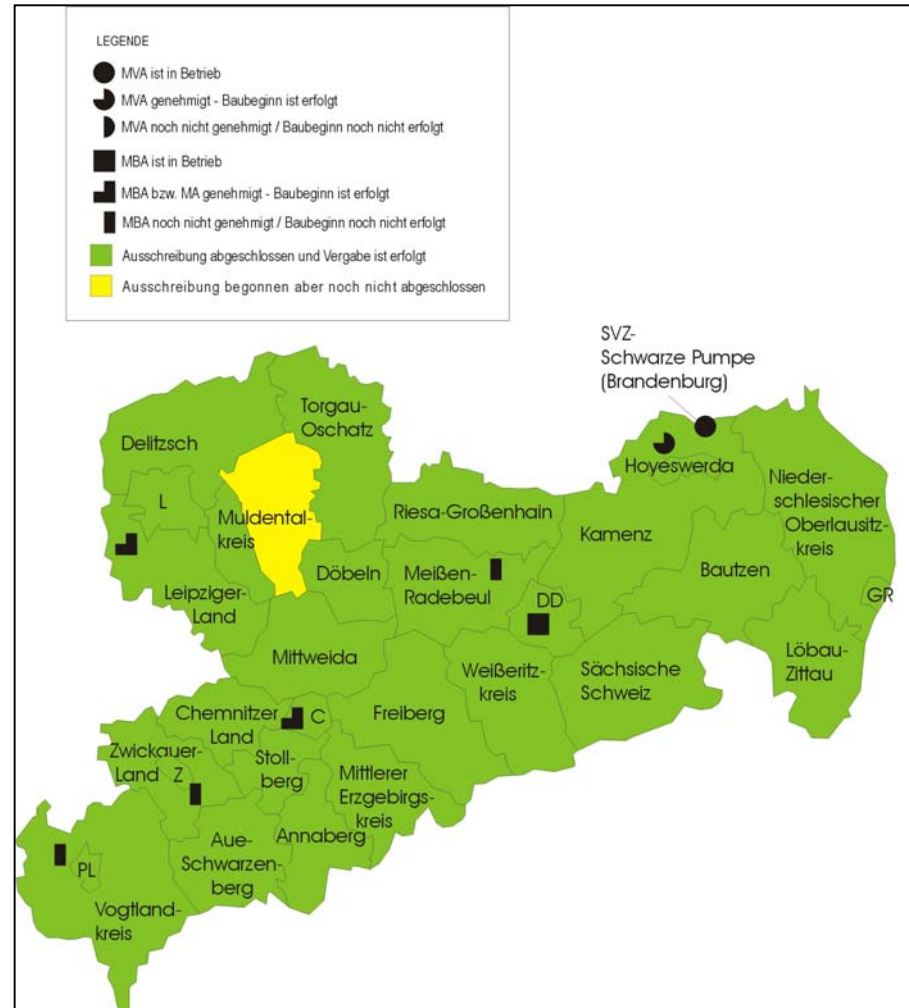 LEGENDE
MVA ist in Betrieb
MVA genehmigt - Baubeginn ist erfolgt
MVA noch nicht genehmigt / Baubeginn noch nicht erfolgt
MBA ist in Betrieb
MBA bzw. MA genehmigt - Baubeginn ist erfolgt
MBA noch nicht genehmigt / Baubeginn noch nicht erfolgt
Ausschreibung abgeschlossen und Vergabe ist erfolgt
Ausschreibung begonnen aber noch nicht abgeschlossen
SVZ-
Schwarze Pumpe
(Brandenburg)
Torgau-
Oschatz
Delitzsch
Hoyeswerda
Nieder-
schlesischer
Oberlausitz-
kreis
L
Muldental-
kreis
Riesa-Großenhain
Kamenz
Döbeln
Meißen-
Radebeul
Bautzen
Leipziger-
Land
DD
GR
Mittweida
Weißeritz-
kreis
Sächsische
Schweiz
Löbau-
Zittau
Chemnitzer
Land
C
Freiberg
Zwickauer-
Land
Z
Stoll-
berg
Mittlerer
Erzgebirgs-
kreis
Annaberg
Aue-
Schwarzen-
berg
PL
Vogtland-
kreis